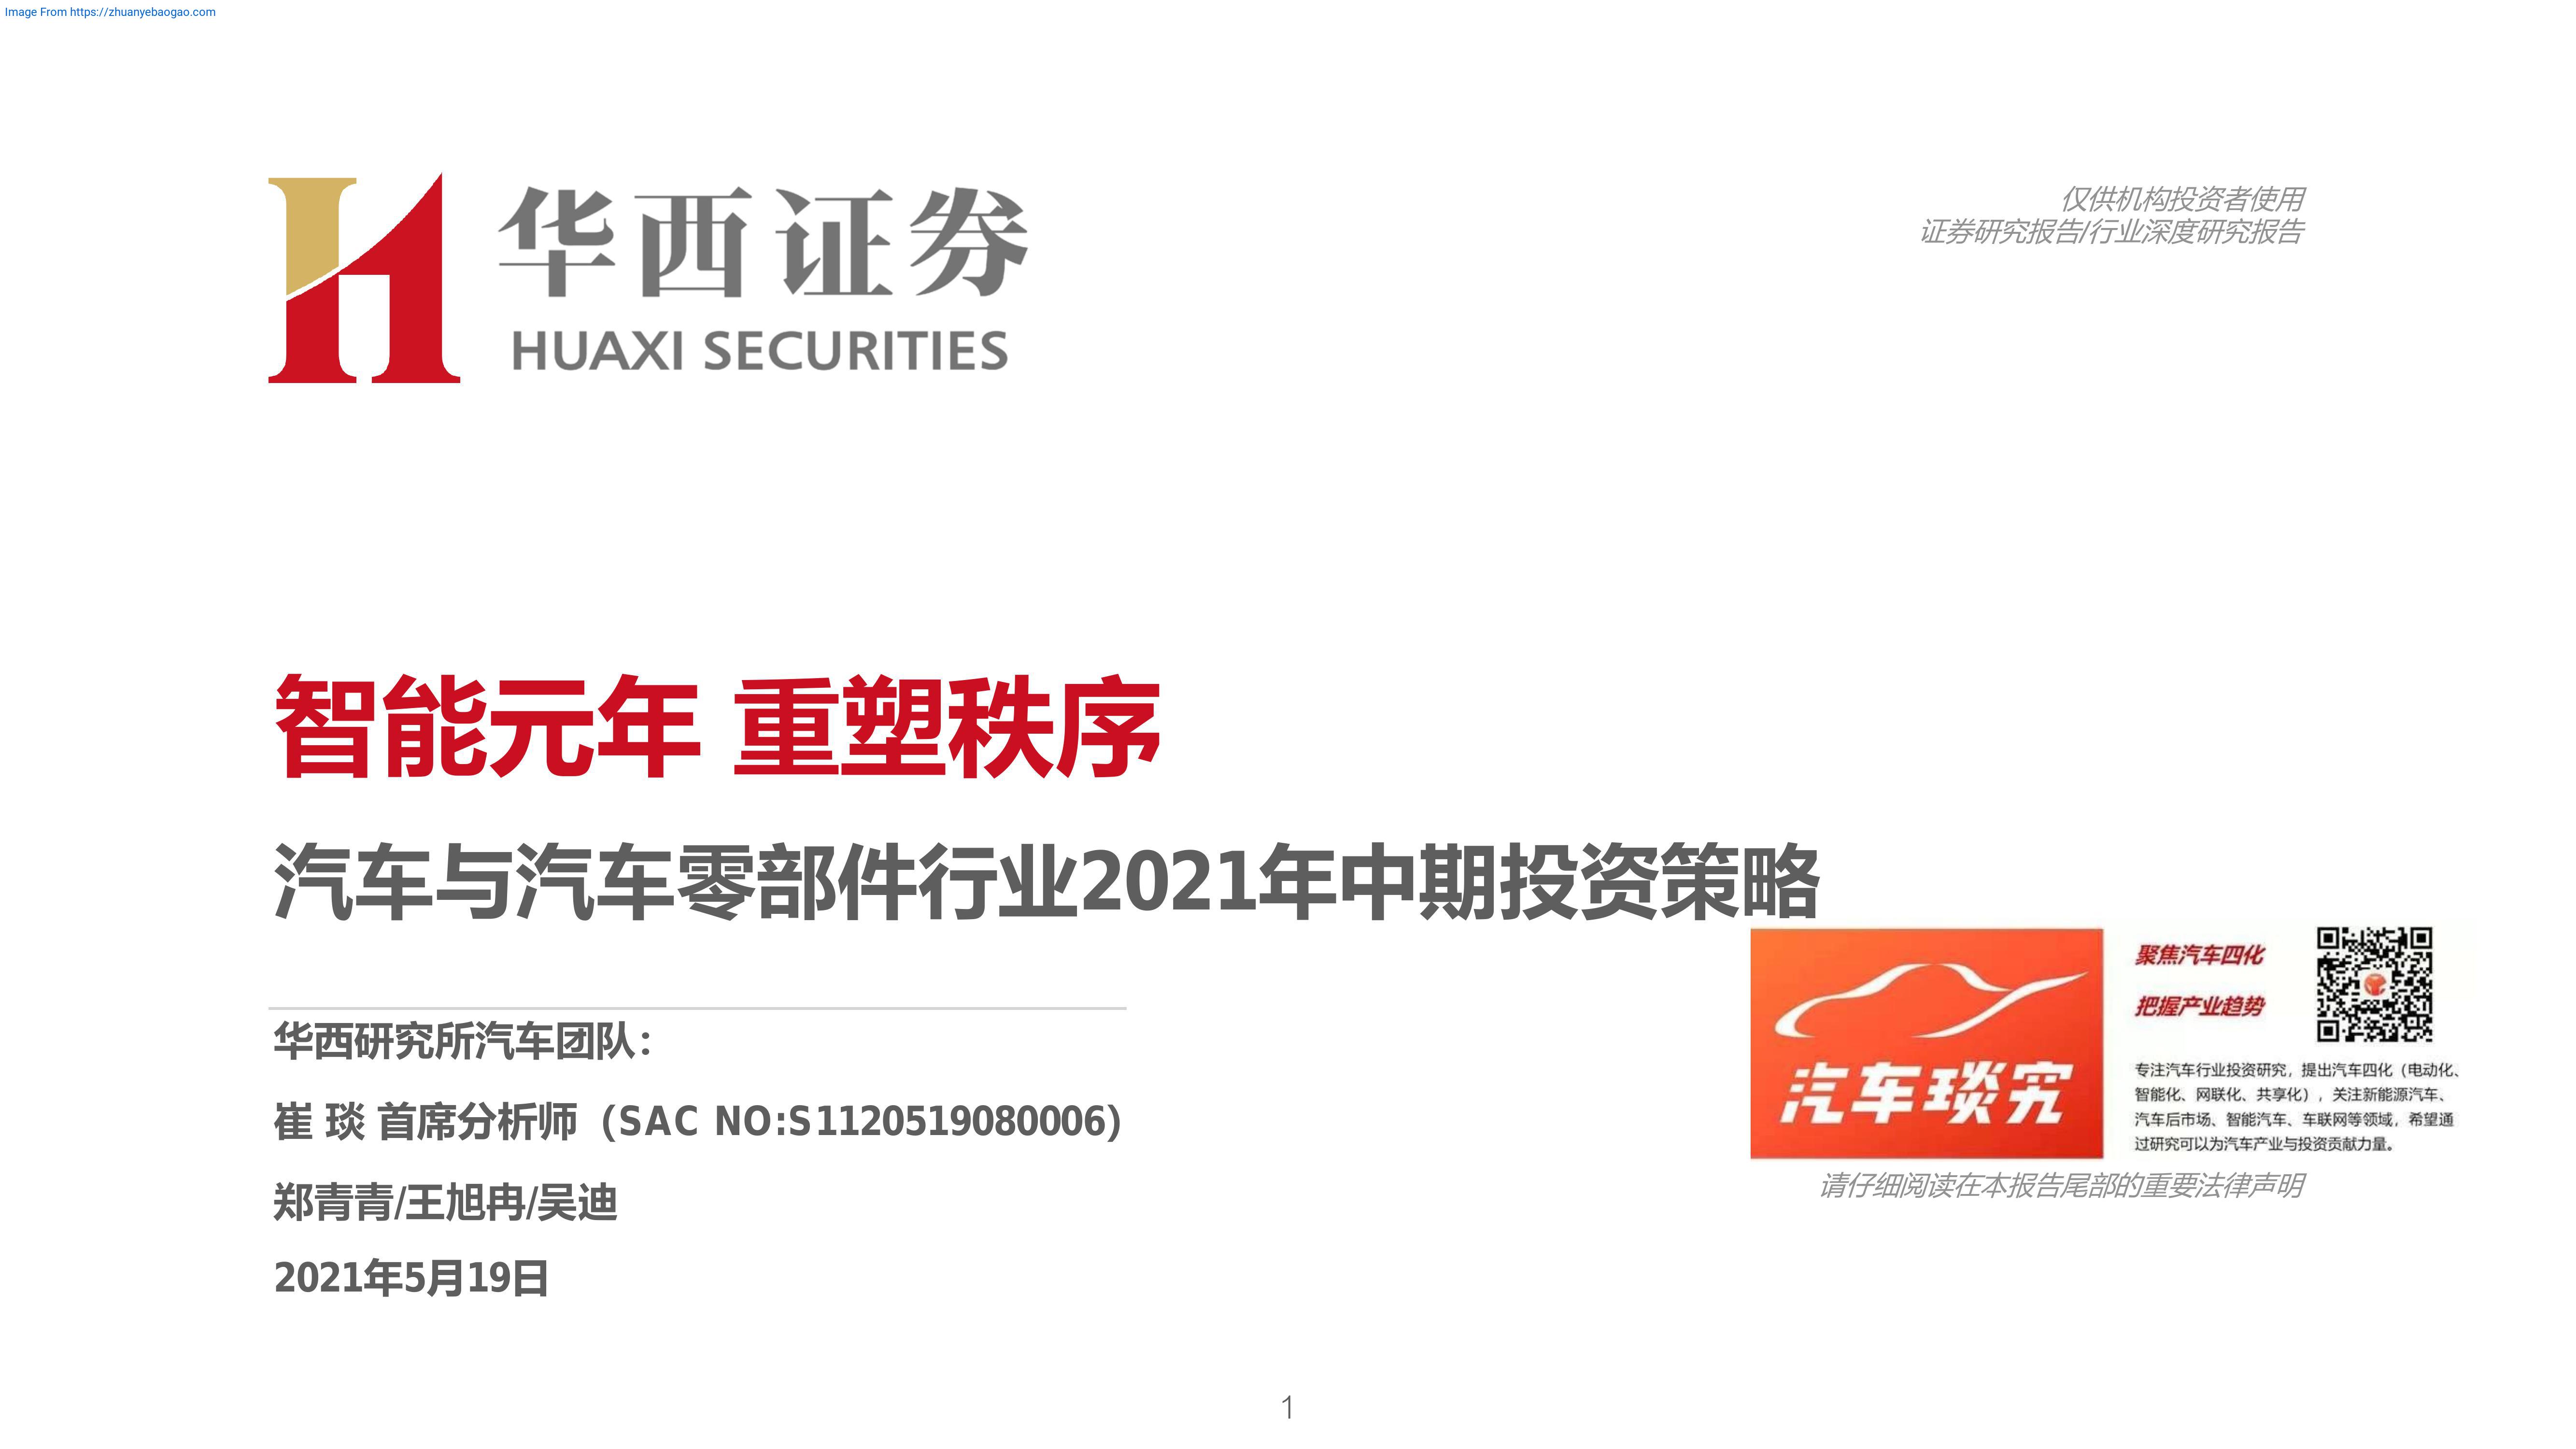 Image From https://zhuanyebaogao.com
华西证券
HUAXI SECURITIES
仅供机构投资者使用
证券研究报告/行业深度研究报告
智能元年 重塑秩序
汽车与汽车零部件行业2021年中期投资策略
华西研究所汽车团队：
崔 琰 首席分析师（SAC NO:S1120519080006)
郑青青/王旭冉/吴迪
2021年5月19日
汽车琰究
聚焦汽车四化
把握产业趋势
专注汽车行业投资研究，提出汽车四化（电动化、
智能化、网联化、共享化），关注新能源汽车、
汽车后市场、智能汽车、车联网等领域，希望通
过研究可以为汽车产业与投资贡献力量。
请仔细阅读在本报告尾部的重要法律声明
1